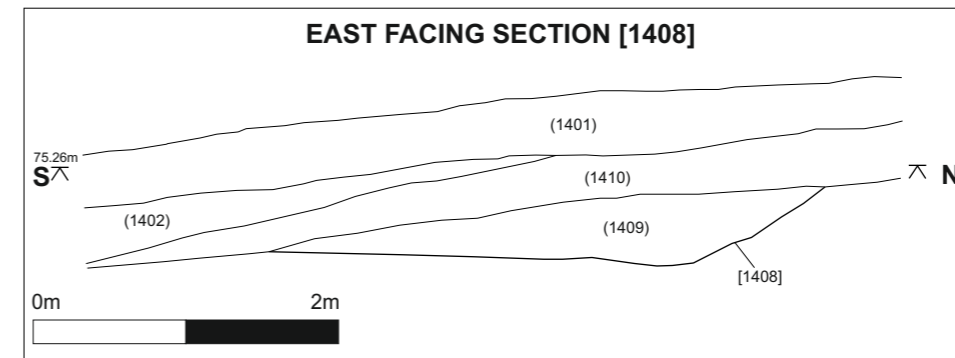 EAST FACING SECTION [1408]
(1401)
75.26m
S
N
(1410)
(1402)
(1409)
[1408]
0m 2m